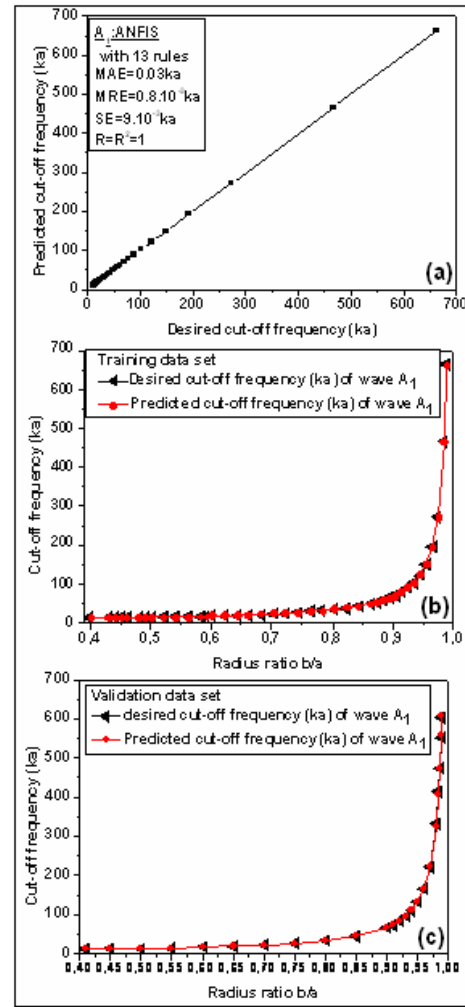 A₁:ANFIS
with 13 rules
MAE=0.03ka
MRE=0.8.10
SE=9.10⁻³ka
R=R²=1
700
600
500
400
300
200
100
0
0 100 200 300 400 500 600 700
Predicted cut-off frequency (ka)
Desired cut-off frequency (ka)
(a)
Training data set
Desired cut-off frequency (ka) of wave A₁
Predicted cut-off frequency (ka) of wave A₁
700
600
500
400
300
200
100
0
0,4 0,5 0,6 0,7 0,8 0,9 1,0
Cut-off frequency (ka)
Radius ratio b/a
(b)
Validation data set
desired cut-off frequency (ka) of wave A₁
Predicted cut-off frequency (ka) of wave A₁
700
600
500
400
300
200
100
0
0,40 0,45 0,50 0,55 0,60 0,65 0,70 0,75 0,80 0,85 0,90 0,95 1,00
Cut-off frequency (ka)
Radius ratio b/a
(c)